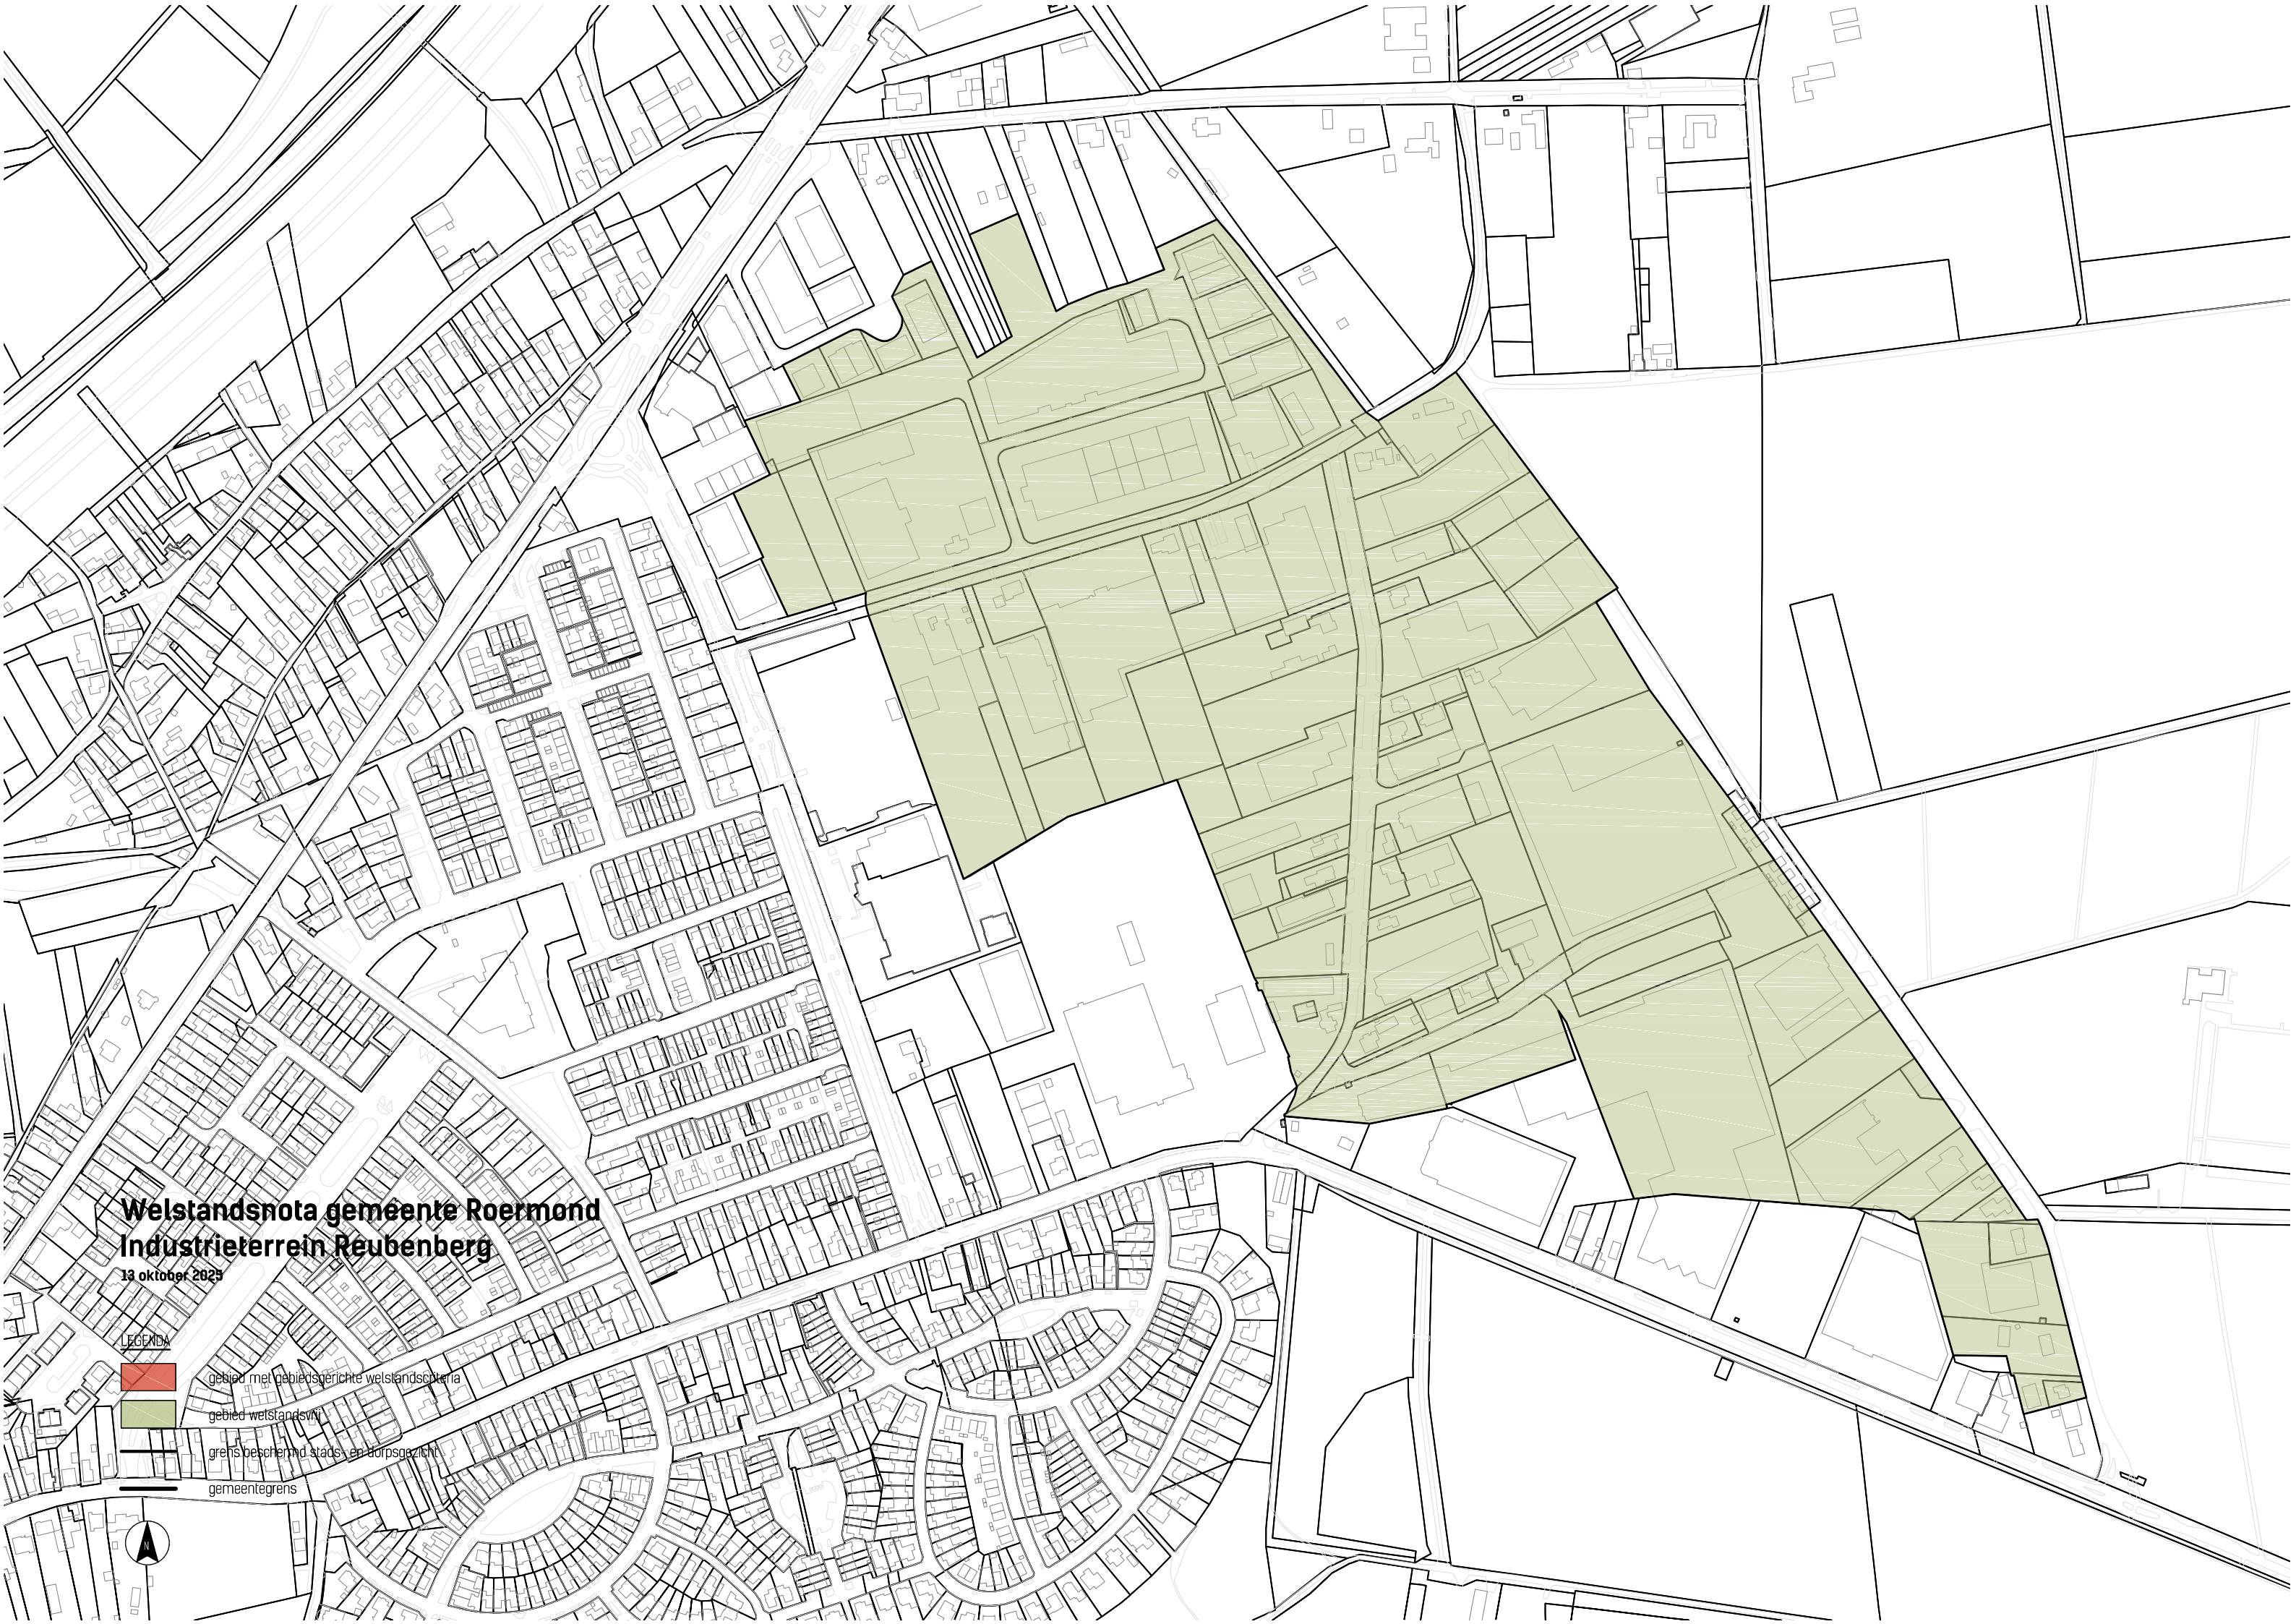 Welstandsnota gemeente Roermond
Industrieterrein Reubenberg
13 oktober 2025
LEGENDA
gebied met gebiedsgerichte welstandscriteria
gebied welstandsvrij
grens beschermd stads- en dorpsgezicht
gemeentegrens
N